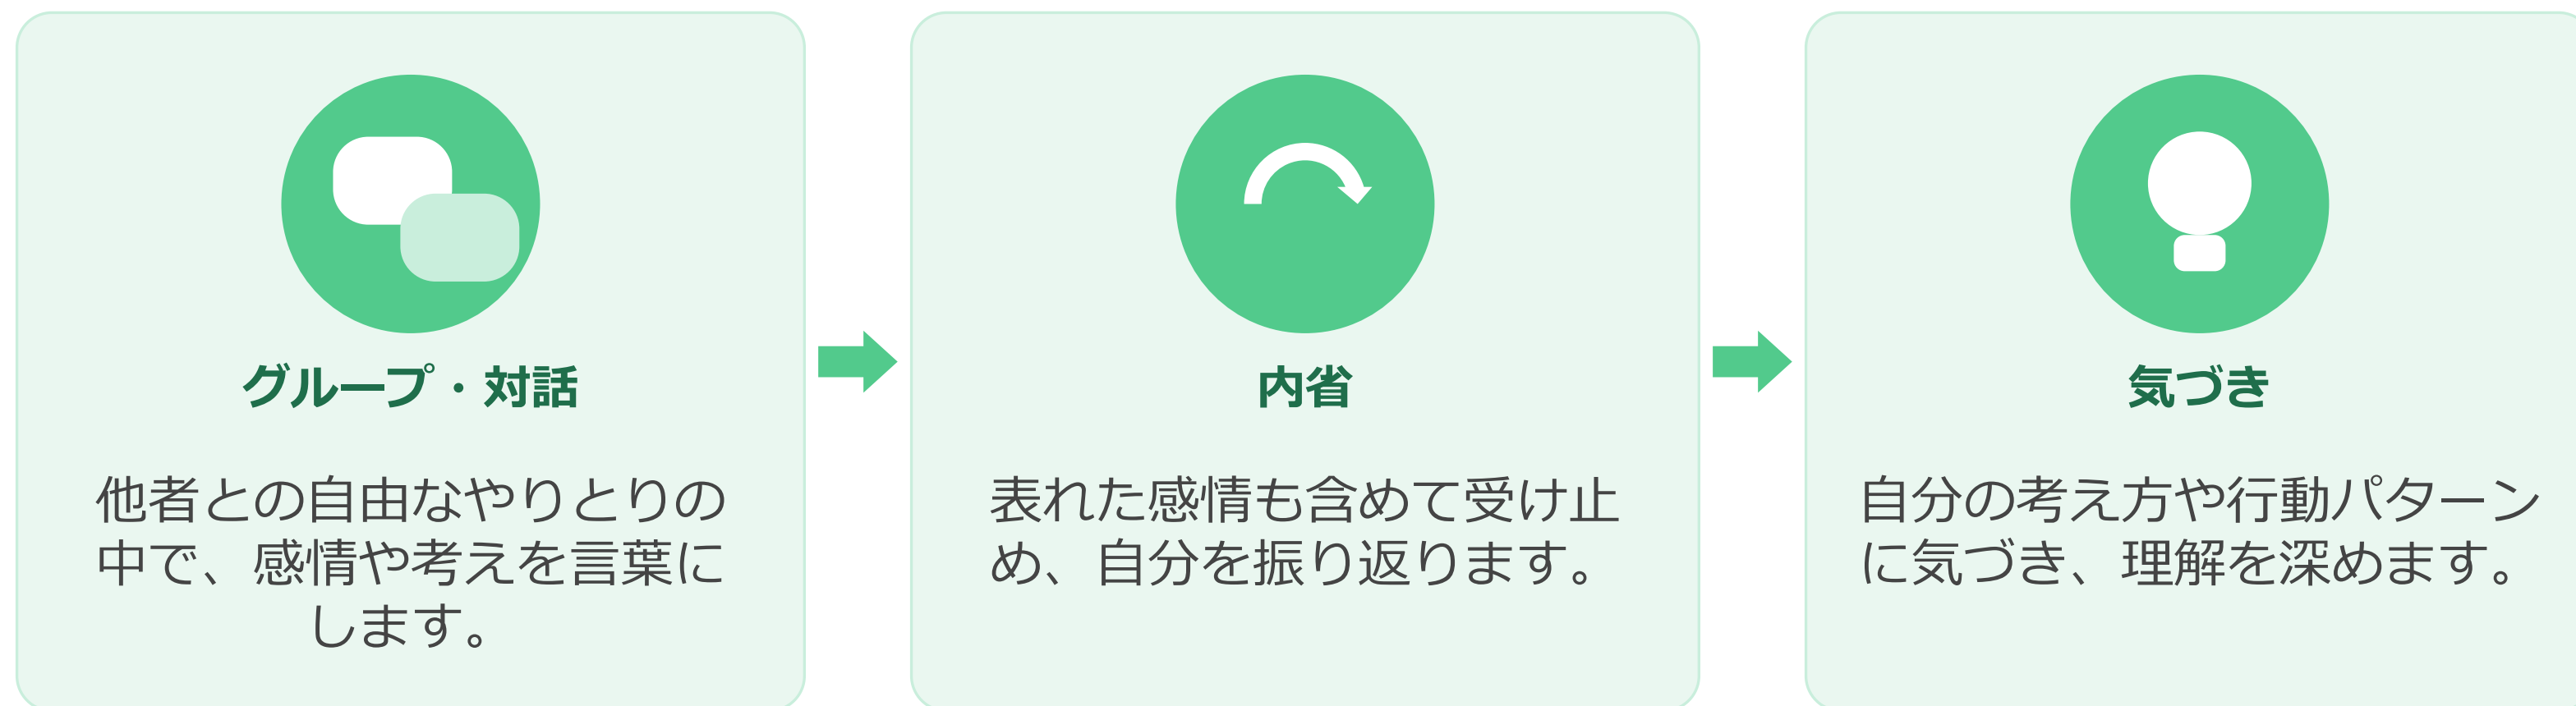 グループ・対話
他者との自由なやりとりの
中で、感情や考えを言葉に
します。
内省
表れた感情も含めて受け止
め、自分を振り返ります。
気づき
自分の考え方や行動パターン
に気づき、理解を深めます。